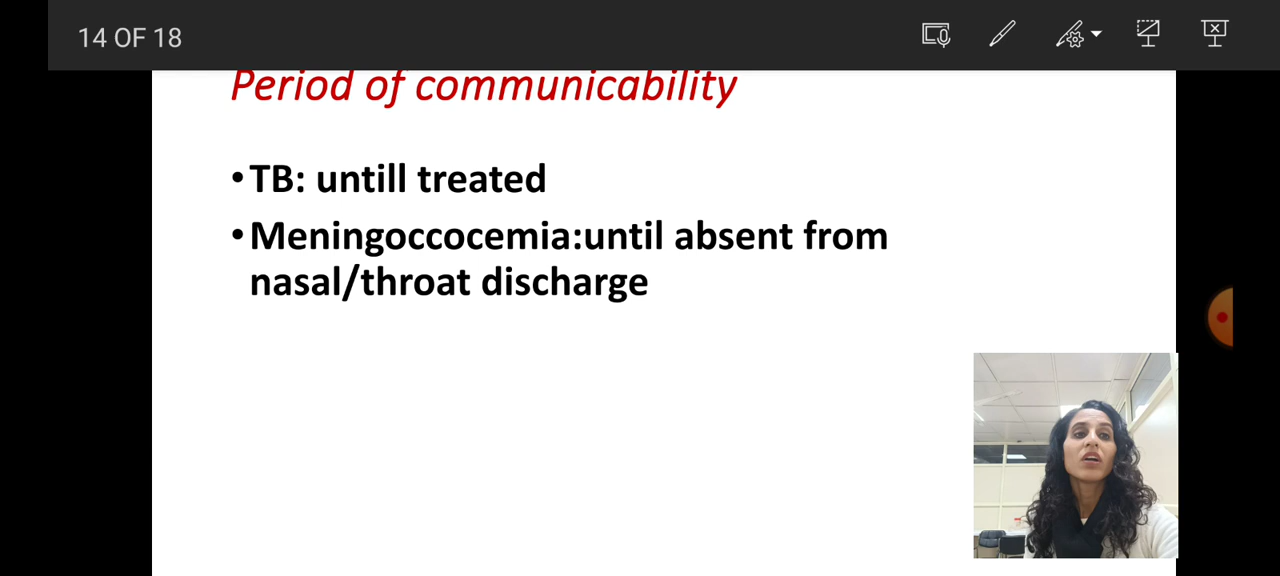 14 OF 18
Period of communicability
•TB: untill treated
•Meningoccocemia:until absent from
nasal/throat discharge